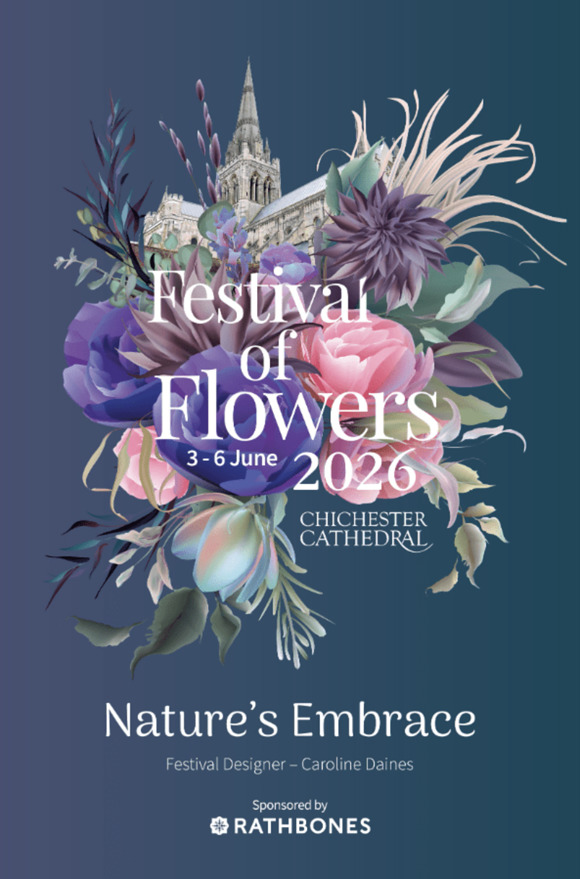 Festival
of
Flowers
3 - 6 June 2026
CHICHESTER
CATHEDRAL
Nature's Embrace
Festival Designer – Caroline Daines
Sponsored by
RATHBONES